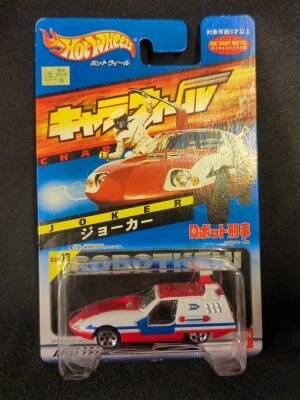 Hot Wheels
ホットウィール
対象年齢3才以上
DIE CAST METAL
キャラウィール
CHAR
JOKER
ジョーカー
ロボット刑事
CW13
ROBOTKEIJI